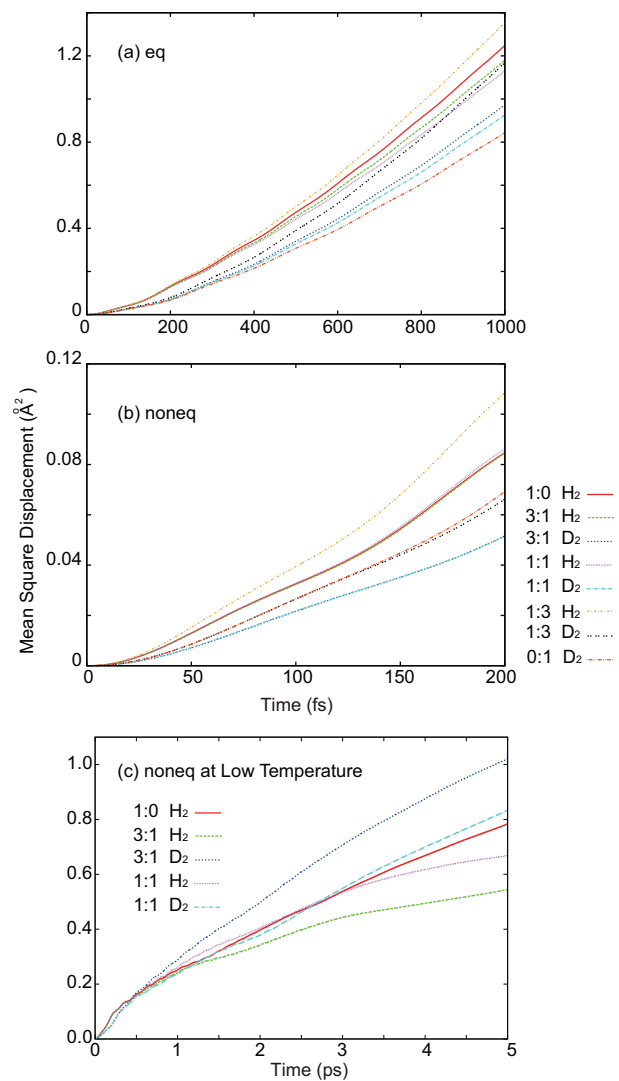 (a) eq
1.2
0.8
0.4
0
0 200 400 600 800 1000
0.12
(b) noneq
0.08
0.04
0
0 50 100 150 200
Time (fs)
Mean Square Displacement (Å²)
1:0 H₂
3:1 H₂
3:1 D₂
1:1 H₂
1:1 D₂
1:3 H₂
1:3 D₂
0:1 D₂
(c) noneq at Low Temperature
1:0 H₂
3:1 H₂
3:1 D₂
1:1 H₂
1:1 D₂
1.0
0.8
0.6
0.4
0.2
0.0
0 1 2 3 4 5
Time (ps)